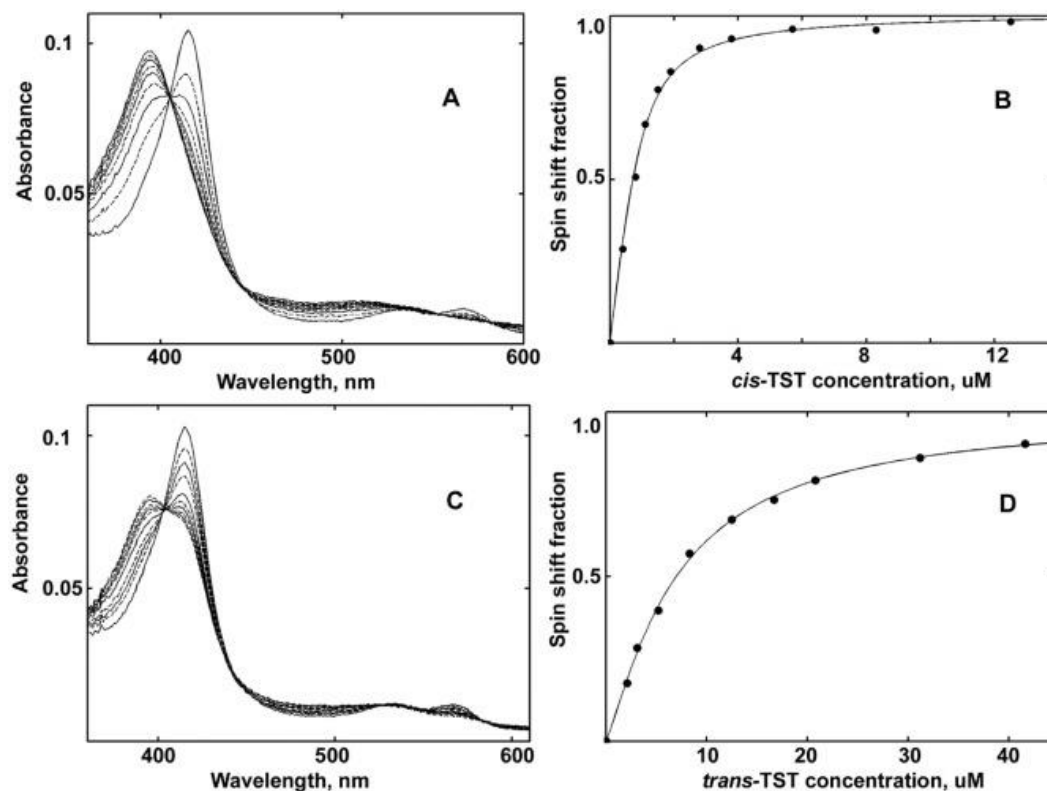 0.1
A
Absorbance
0.05
400
500
600
Wavelength, nm
1.0
B
Spin shift fraction
0.5
0
4
8
12
cis-TST concentration, uM
0.1
C
Absorbance
0.05
400
500
600
Wavelength, nm
1.0
D
Spin shift fraction
0.5
10
20
30
40
trans-TST concentration, uM